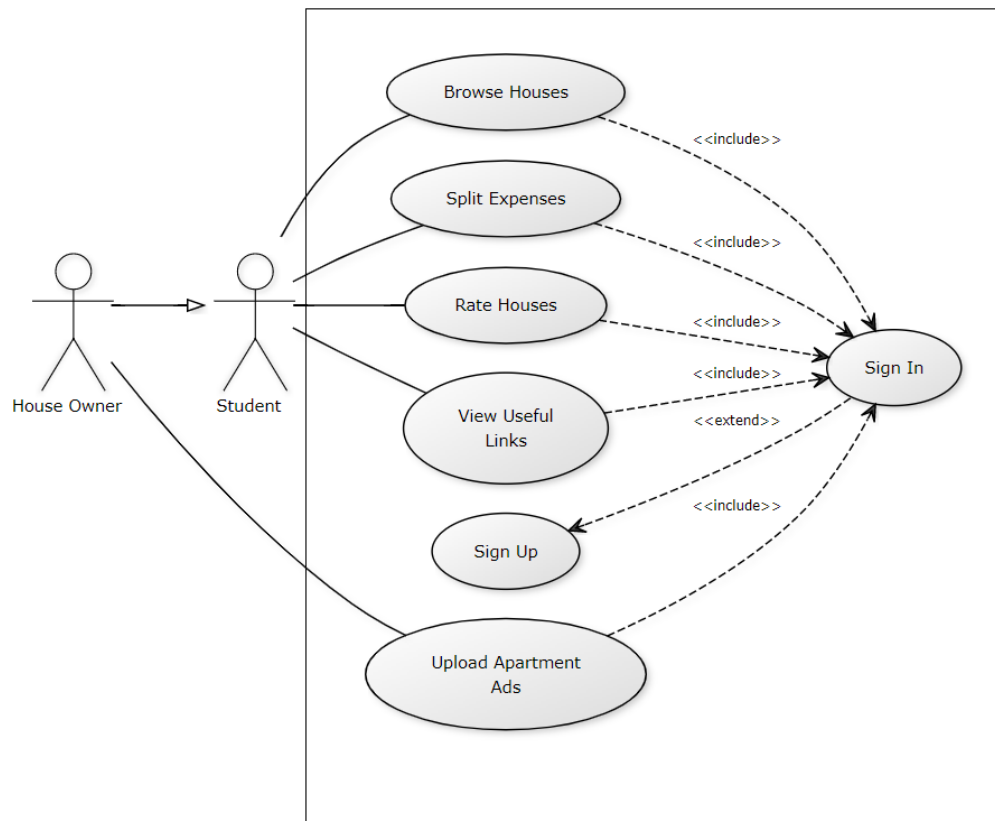 Browse Houses
<<include>>
Split Expenses
<<include>>
Rate Houses
<<include>>
Sign In
<<include>>
House Owner
Student
View Useful
Links
<<extend>>
<<include>>
Sign Up
Upload Apartment
Ads